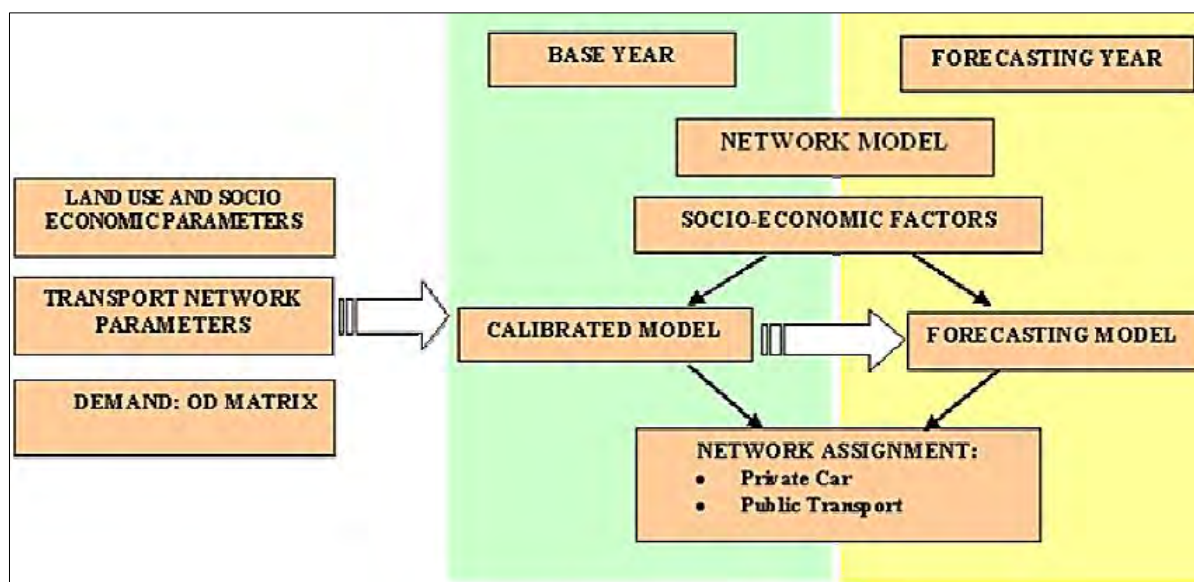 BASE YEAR
FORECASTING YEAR
NETWORK MODEL
LAND USE AND SOCIO
ECONOMIC PARAMETERS
SOCIO-ECONOMIC FACTORS
TRANSPORT NETWORK
PARAMETERS
CALIBRATED MODEL
FORECASTING MODEL
DEMAND: OD MATRIX
NETWORK ASSIGNMENT:
• Private Car
• Public Transport